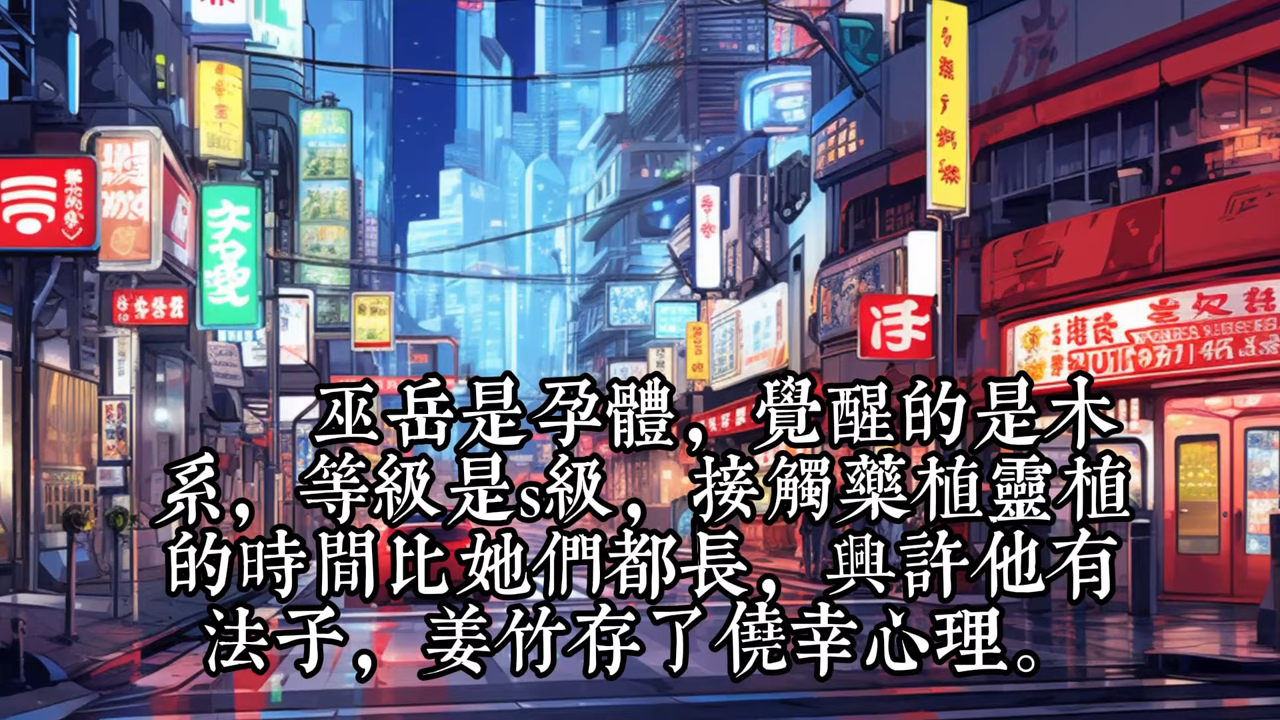 巫岳是孕體，覺醒的是木
系，等級是s級，接觸藥植靈植
的時間比她們都長，興許他有
法子，姜竹存了僥幸心理。